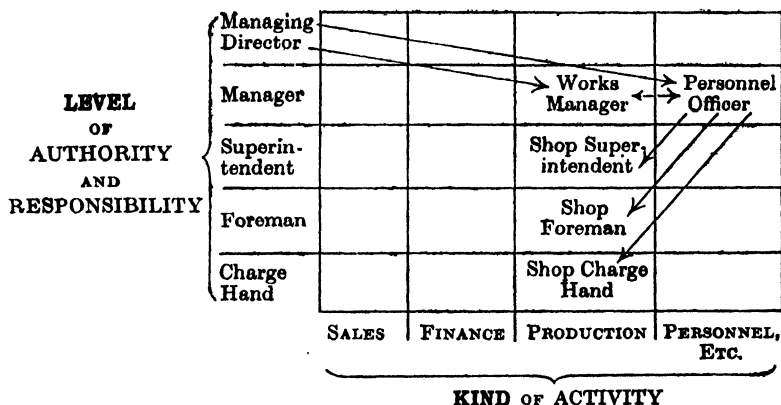 Managing
Director
Manager
Works
Manager
Personnel
Officer
LEVEL
OF
AUTHORITY
AND
RESPONSIBILITY
Superin-
tendent
Shop Super-
intendent
Foreman
Shop
Foreman
Charge
Hand
Shop Charge
Hand
SALES
FINANCE
PRODUCTION
PERSONNEL,
ETC.
KIND OF ACTIVITY